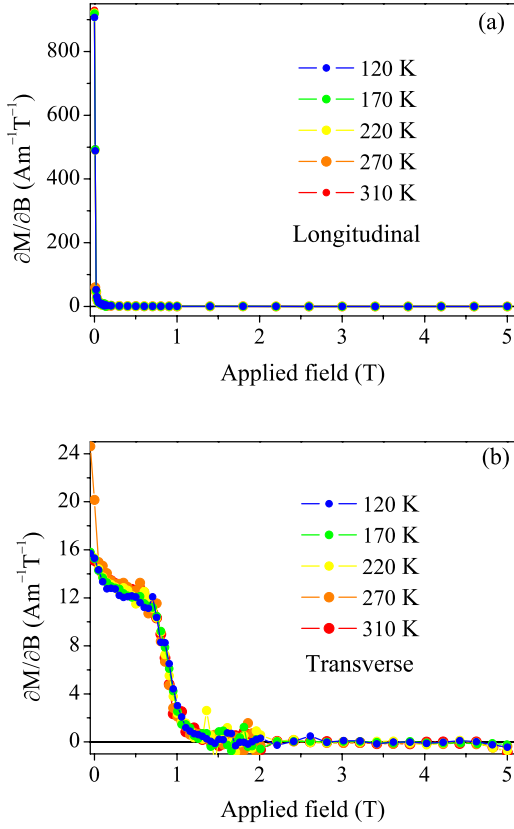 (a)
800
600
400
200
0
∂M/∂B (Am⁻¹T⁻¹)
120 K
170 K
220 K
270 K
310 K
Longitudinal
0 1 2 3 4 5
Applied field (T)
(b)
24
20
16
12
8
4
0
∂M/∂B (Am⁻¹T⁻¹)
120 K
170 K
220 K
270 K
310 K
Transverse
0 1 2 3 4 5
Applied field (T)